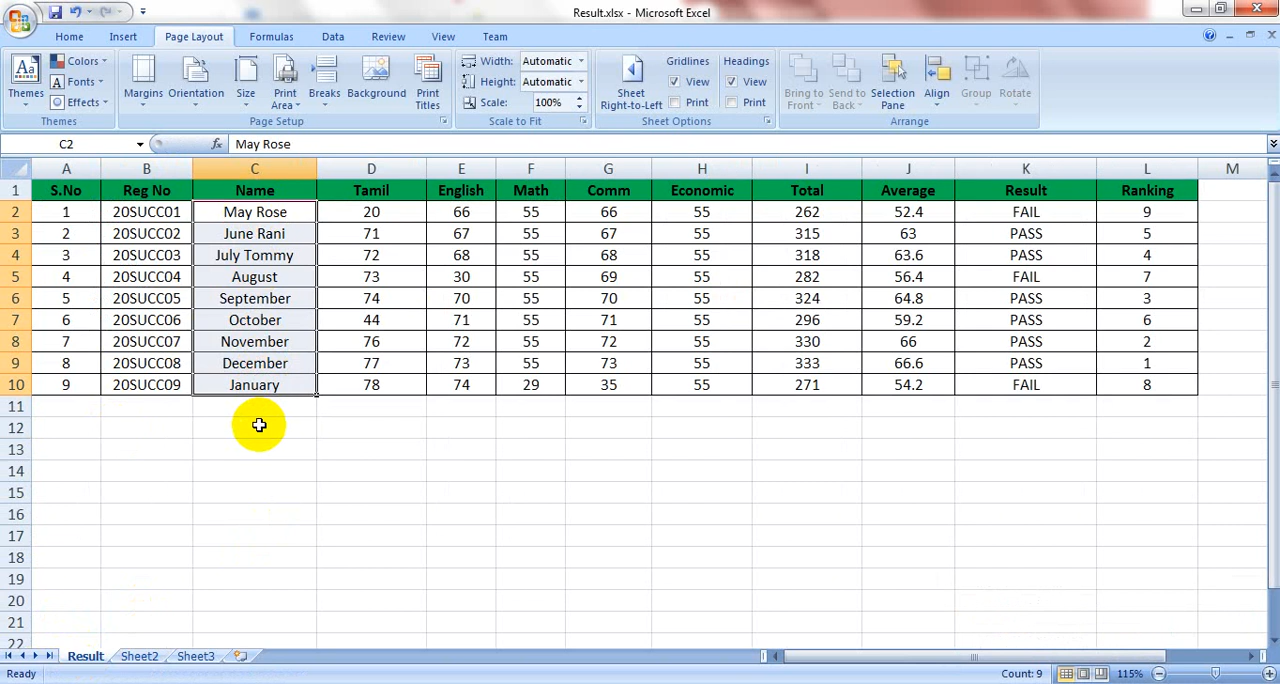 Result.xlsx - Microsoft Excel
Home Insert Page Layout Formulas Data Review View Team
Themes Colors Fonts Effects Margins Orientation Size Print Area Breaks Background Print Titles Width: Automatic Height: Automatic Scale: 100% Sheet Right-to-Left Gridlines View Print Headings View Print Bring to Front Send to Back Selection Pane Align Group Rotate
Themes Page Setup Scale to Fit Sheet Options Arrange
C2 fx May Rose
A B C D E F G H I J K L M
1 S.No Reg No Name Tamil English Math Comm Economic Total Average Result Ranking
2 1 20SUCC01 May Rose 20 66 55 66 55 262 52.4 FAIL 9
3 2 20SUCC02 June Rani 71 67 55 67 55 315 63 PASS 5
4 3 20SUCC03 July Tommy 72 68 55 68 55 318 63.6 PASS 4
5 4 20SUCC04 August 73 30 55 69 55 282 56.4 FAIL 7
6 5 20SUCC05 September 74 70 55 70 55 324 64.8 PASS 3
7 6 20SUCC06 October 44 71 55 71 55 296 59.2 PASS 6
8 7 20SUCC07 November 76 72 55 72 55 330 66 PASS 2
9 8 20SUCC08 December 77 73 55 73 55 333 66.6 PASS 1
10 9 20SUCC09 January 78 74 29 35 55 271 54.2 FAIL 8
11
12
13
14
15
16
17
18
19
20
21
22
Result Sheet2 Sheet3
Ready Count: 9 115%